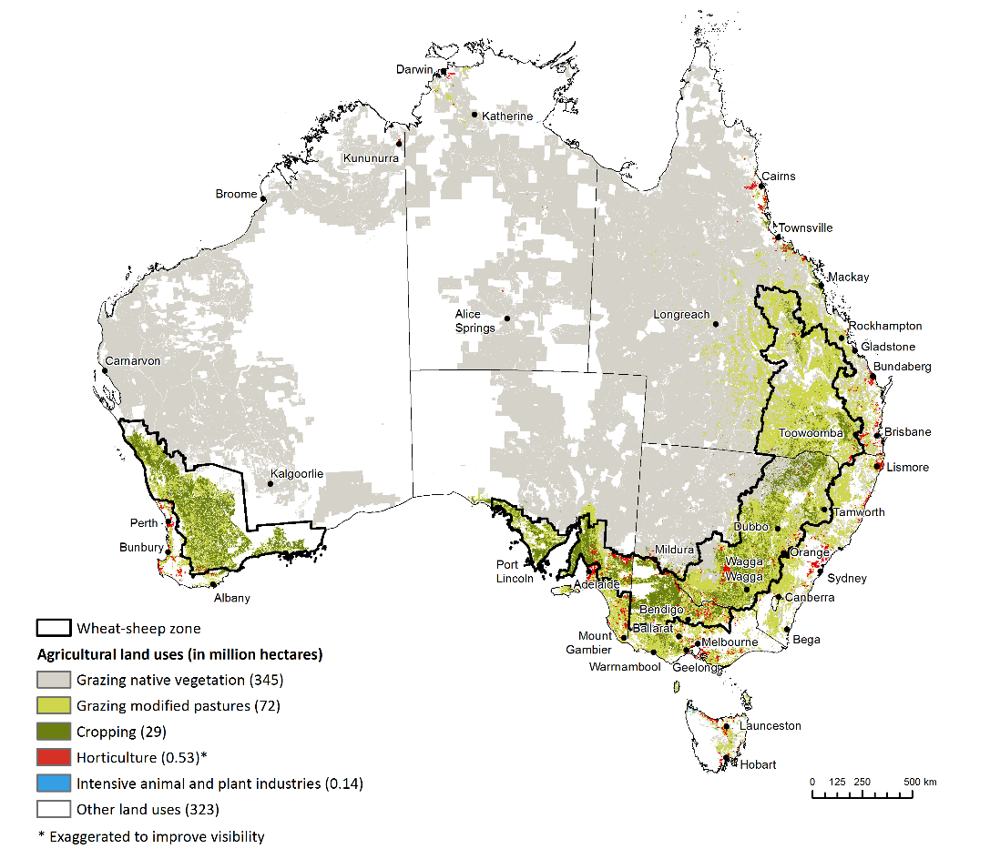 Darwin
Katherine
Kununurra
Cairns
Broome
Townsville
Mackay
Alice
Springs
Longreach
Rockhampton
Gladstone
Carnarvon
Bundaberg
Toowoomba
Brisbane
Lismore
Kalgoorlie
Tamworth
Perth
Dubbo
Bunbury
Mildura
Orange
Wagga
Wagga
Port
Lincoln
Sydney
Adelaide
Albany
Canberra
Bendigo
Ballarat
Mount
Gambier
Melbourne
Bega
Warrnambool
Geelong
Launceston
Hobart
Wheat-sheep zone
Agricultural land uses (in million hectares)
Grazing native vegetation (345)
Grazing modified pastures (72)
Cropping (29)
Horticulture (0.53)*
Intensive animal and plant industries (0.14)
Other land uses (323)
* Exaggerated to improve visibility
0 125 250 500 km